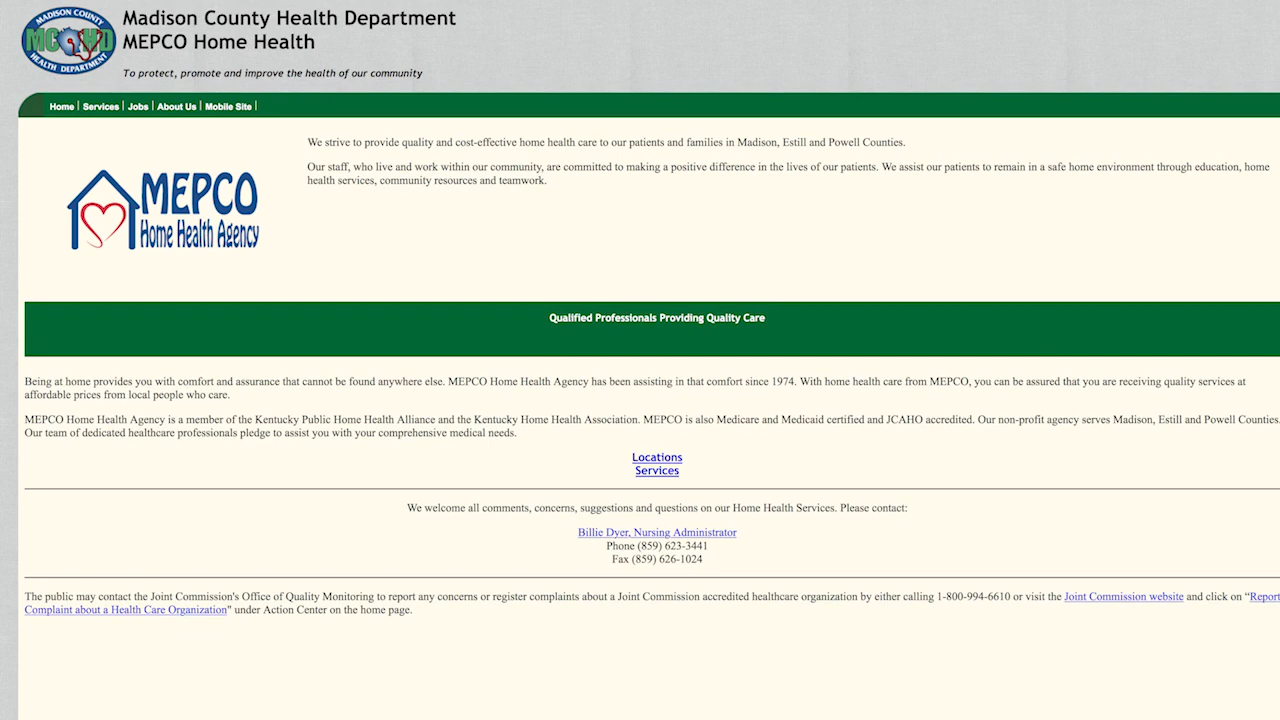 MADISON COUNTY
MCHD
HEALTH DEPARTMENT
Madison County Health Department
MEPCO Home Health
To protect, promote and improve the health of our community
Home | Services | Jobs | About Us | Mobile Site |
MEPCO
Home Health Agency
We strive to provide quality and cost-effective home health care to our patients and families in Madison, Estill and Powell Counties.
Our staff, who live and work within our community, are committed to making a positive difference in the lives of our patients. We assist our patients to remain in a safe home environment through education, home
health services, community resources and teamwork.
Qualified Professionals Providing Quality Care
Being at home provides you with comfort and assurance that cannot be found anywhere else. MEPCO Home Health Agency has been assisting in that comfort since 1974. With home health care from MEPCO, you can be assured that you are receiving quality services at
affordable prices from local people who care.
MEPCO Home Health Agency is a member of the Kentucky Public Home Health Alliance and the Kentucky Home Health Association. MEPCO is also Medicare and Medicaid certified and JCAHO accredited. Our non-profit agency serves Madison, Estill and Powell Counties.
Our team of dedicated healthcare professionals pledge to assist you with your comprehensive medical needs.
Locations
Services
We welcome all comments, concerns, suggestions and questions on our Home Health Services. Please contact:
Billie Dyer, Nursing Administrator
Phone (859) 623-3441
Fax (859) 626-1024
The public may contact the Joint Commission's Office of Quality Monitoring to report any concerns or register complaints about a Joint Commission accredited healthcare organization by either calling 1-800-994-6610 or visit the Joint Commission website and click on “Report
Complaint about a Health Care Organization" under Action Center on the home page.